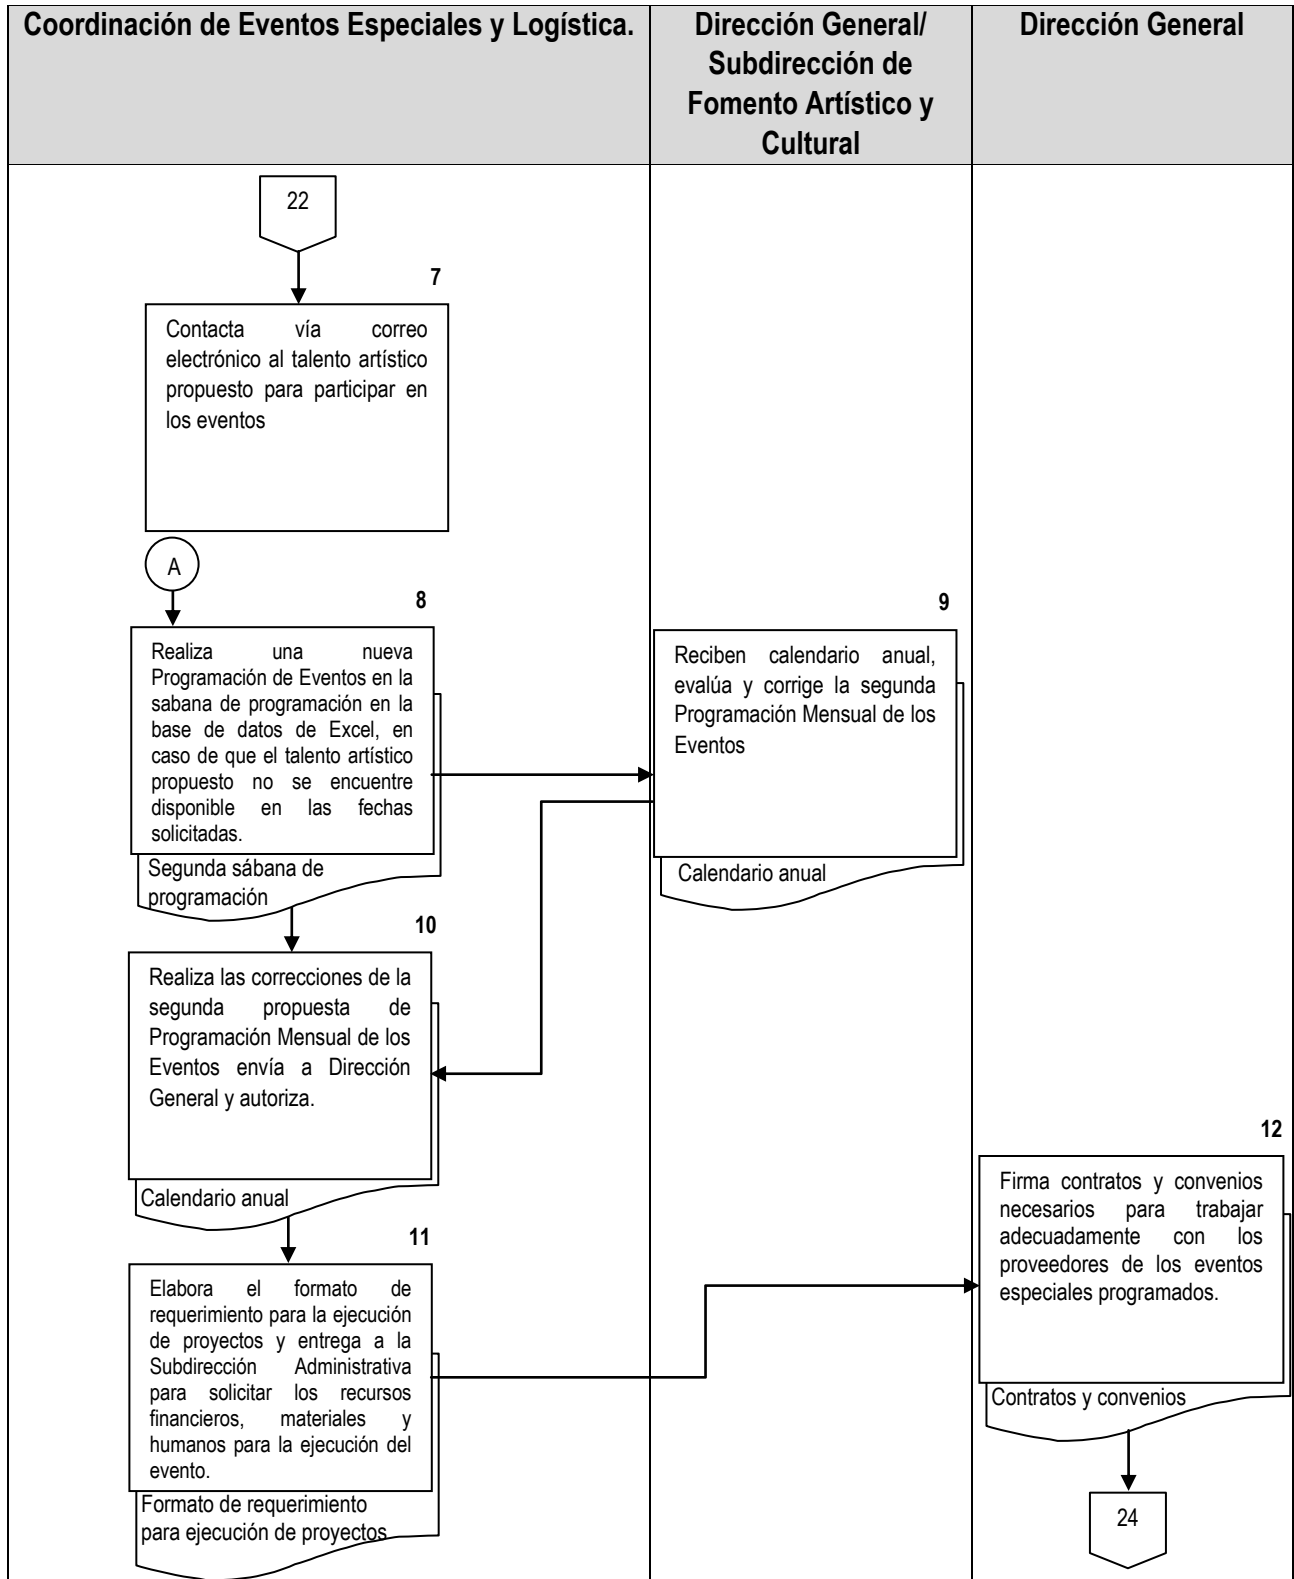 Coordinación de Eventos Especiales y Logística.
Dirección General/
Subdirección de
Fomento Artístico y
Cultural
Dirección General
22
7
Contacta vía correo
electrónico al talento artístico
propuesto para participar en
los eventos
A
8
Realiza una nueva
Programación de Eventos en la
sabana de programación en la
base de datos de Excel, en
caso de que el talento artístico
propuesto no se encuentre
disponible en las fechas
solicitadas.
Segunda sábana de
programación
9
Reciben calendario anual,
evalúa y corrige la segunda
Programación Mensual de los
Eventos
Calendario anual
10
Realiza las correcciones de la
segunda propuesta de
Programación Mensual de los
Eventos envía a Dirección
General y autoriza.
Calendario anual
11
Elabora el formato de
requerimiento para la ejecución
de proyectos y entrega a la
Subdirección Administrativa
para solicitar los recursos
financieros, materiales y
humanos para la ejecución del
evento.
Formato de requerimiento
para ejecución de proyectos
12
Firma contratos y convenios
necesarios para trabajar
adecuadamente con los
proveedores de los eventos
especiales programados.
Contratos y convenios
24